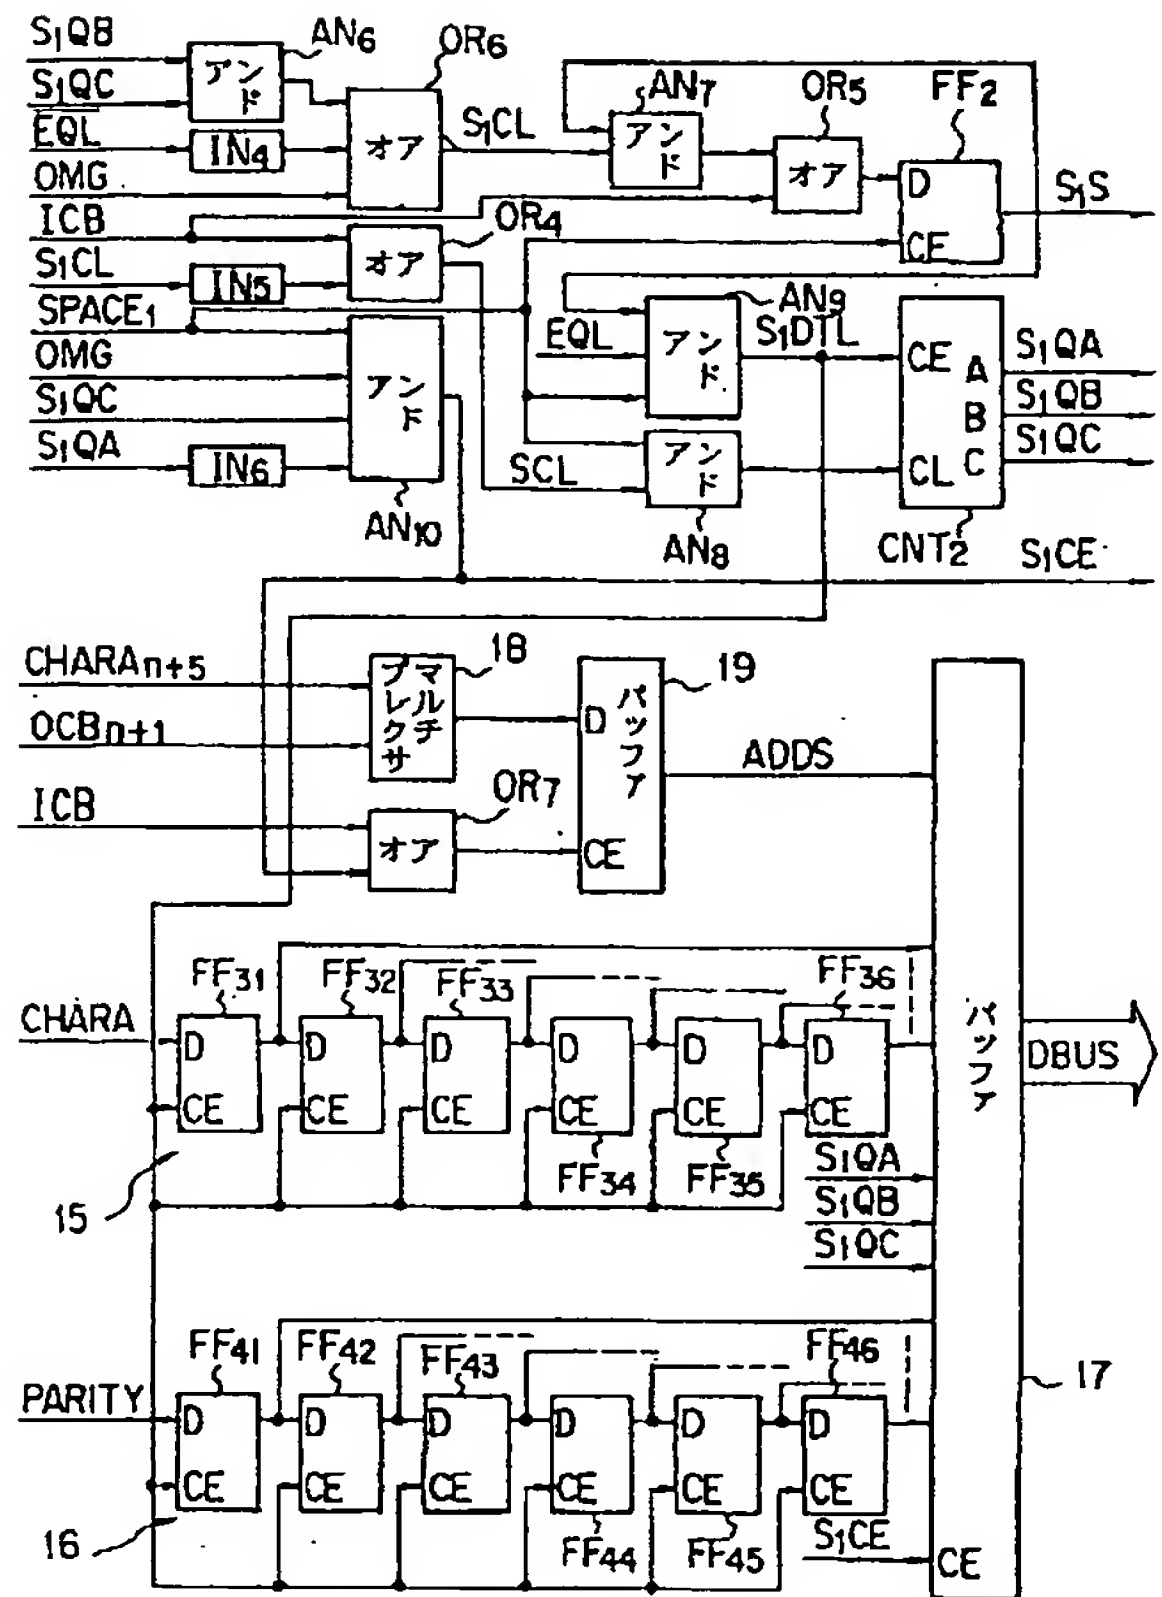 S₁QB
AN₆
OR₆
アンド
S₁QC
EQL
IN₄
オア
S₁CL
OMG
ICB
OR₄
S₁CL
IN₅
オア
SPACE₁
OMG
アンド
S₁QC
S₁QA
IN₆
AN₁₀
AN₇
OR₅
FF₂
アンド
オア
D
CE
S₁S
AN₉
EQL
アンド
S₁DTL
SCL
アンド
AN₈
CE
A
B
CL
C
CNT₂
S₁QA
S₁QB
S₁QC
S₁CE
CHARAn+5
OCBn+1
マルチプレクサ
18
ICB
OR₇
オア
D
バッファ
CE
19
ADDS
CHARA
FF₃₁
FF₃₂
FF₃₃
FF₃₆
D
D
D
D
D
D
CE
CE
CE
CE
CE
CE
FF₃₄
FF₃₅
15
S₁QA
S₁QB
S₁QC
バッファ
DBUS
PARITY
FF₄₁
FF₄₂
FF₄₃
FF₄₆
D
D
D
D
D
D
CE
CE
CE
CE
CE
CE
FF₄₄
FF₄₅
16
S₁CE
CE
17